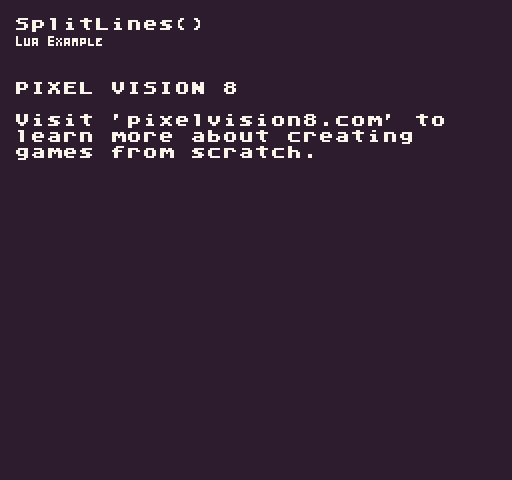 SplitLines()
Lua Example
PIXEL VISION 8
Visit 'pixelvision8.com' to
learn more about creating
games from scratch.